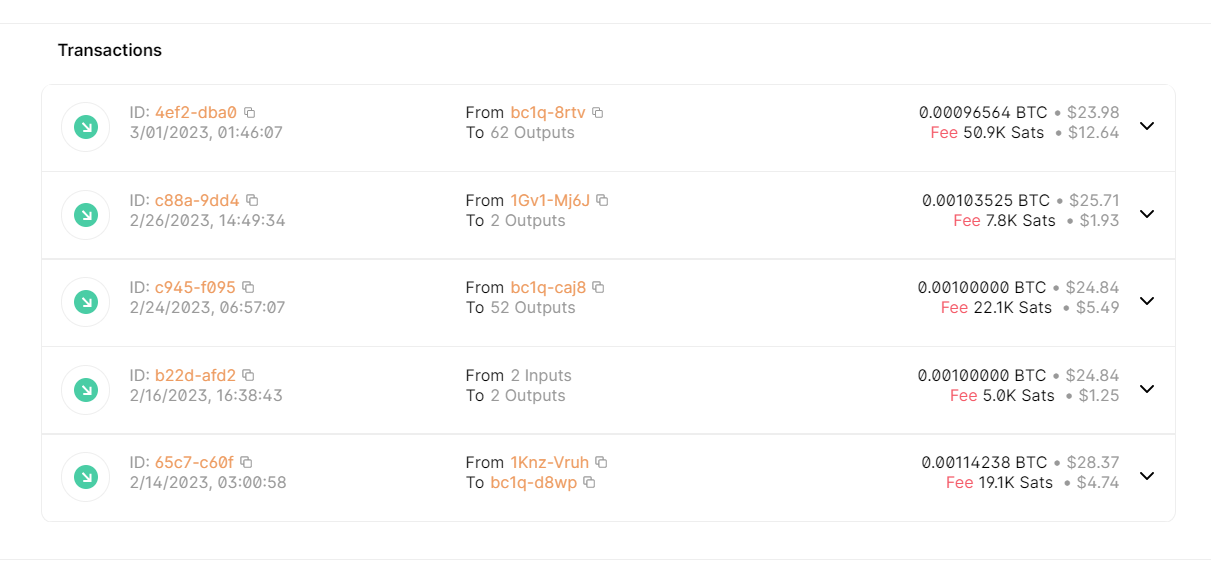 Transactions
ID: 4ef2-dba0 From bc1q-8rtv 0.00096564 BTC • $23.98
3/01/2023, 01:46:07 To 62 Outputs Fee 50.9K Sats • $12.64
ID: c88a-9dd4 From 1Gv1-Mj6J 0.00103525 BTC • $25.71
2/26/2023, 14:49:34 To 2 Outputs Fee 7.8K Sats • $1.93
ID: c945-f095 From bc1q-caj8 0.00100000 BTC • $24.84
2/24/2023, 06:57:07 To 52 Outputs Fee 22.1K Sats • $5.49
ID: b22d-afd2 From 2 Inputs 0.00100000 BTC • $24.84
2/16/2023, 16:38:43 To 2 Outputs Fee 5.0K Sats • $1.25
ID: 65c7-c60f From 1Knz-Vruh 0.00114238 BTC • $28.37
2/14/2023, 03:00:58 To bc1q-d8wp Fee 19.1K Sats • $4.74